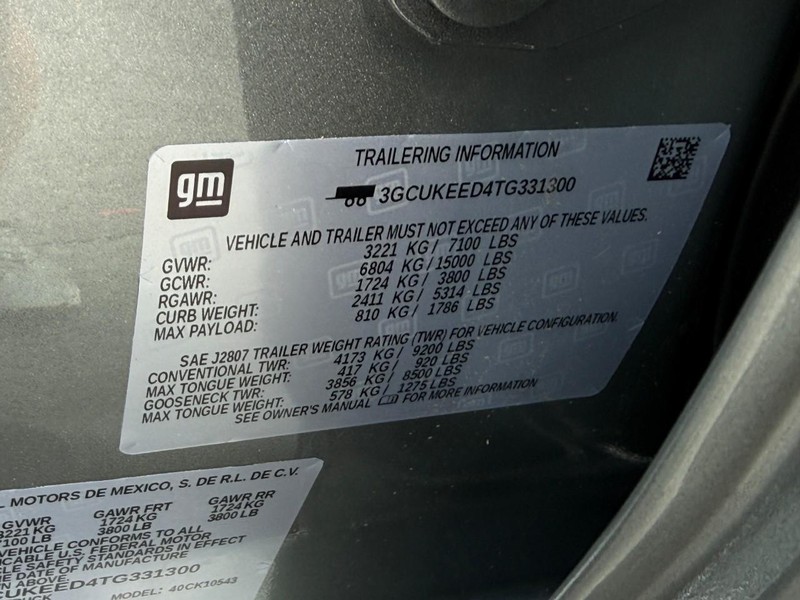 gm
TRAILERING INFORMATION
3GCUKEED4TG331300
VEHICLE AND TRAILER MUST NOT EXCEED ANY OF THESE VALUES.
GVWR: 3221 KG / 7100 LBS
GCWR: 6804 KG / 15000 LBS
RGAWR: 1724 KG / 3800 LBS
CURB WEIGHT: 2411 KG / 5314 LBS
MAX PAYLOAD: 810 KG / 1786 LBS
SAE J2807 TRAILER WEIGHT RATING (TWR) FOR VEHICLE CONFIGURATION.
CONVENTIONAL TWR: 4173 KG / 9200 LBS
MAX TONGUE WEIGHT: 417 KG / 920 LBS
GOOSENECK TWR: 3856 KG / 8500 LBS
MAX TONGUE WEIGHT: 578 KG / 1275 LBS
SEE OWNER'S MANUAL FOR MORE INFORMATION
MOTORS DE MEXICO, S. DE R.L. DE C.V.
GVWR GAWR FRT GAWR RR
3221 KG 1724 KG 1724 KG
7100 LB 3800 LB 3800 LB
VEHICLE CONFORMS TO ALL
U.S. FEDERAL MOTOR
SAFETY STANDARDS IN EFFECT
THE DATE OF MANUFACTURE
ABOVE.
CUKEED4TG331300
MODEL: 40CK10543